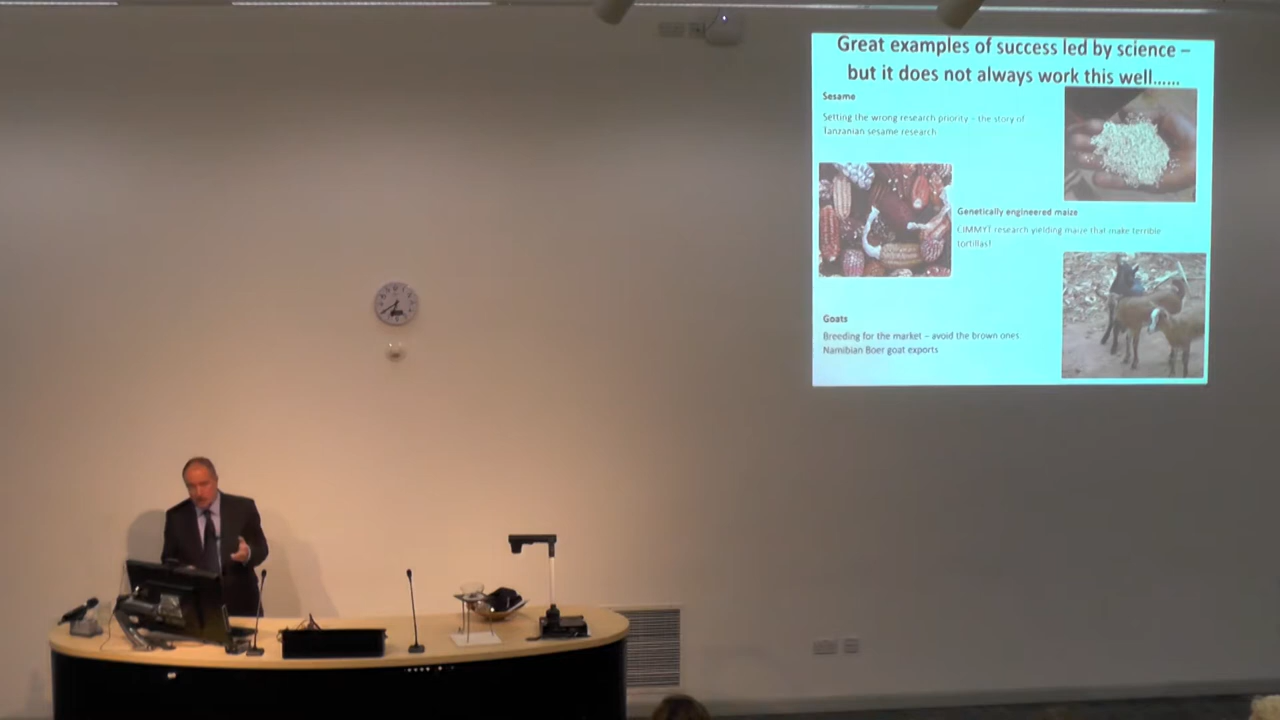 Great examples of success led by science –
but it does not always work this well......
Sesame
Setting the wrong research priority – the story of
Tanzanian sesame research
Genetically engineered maize
CIMMYT research yielding maize that make terrible
tortillas!
Goats
Breeding for the market – avoid the brown ones
Namibian Boer goat exports